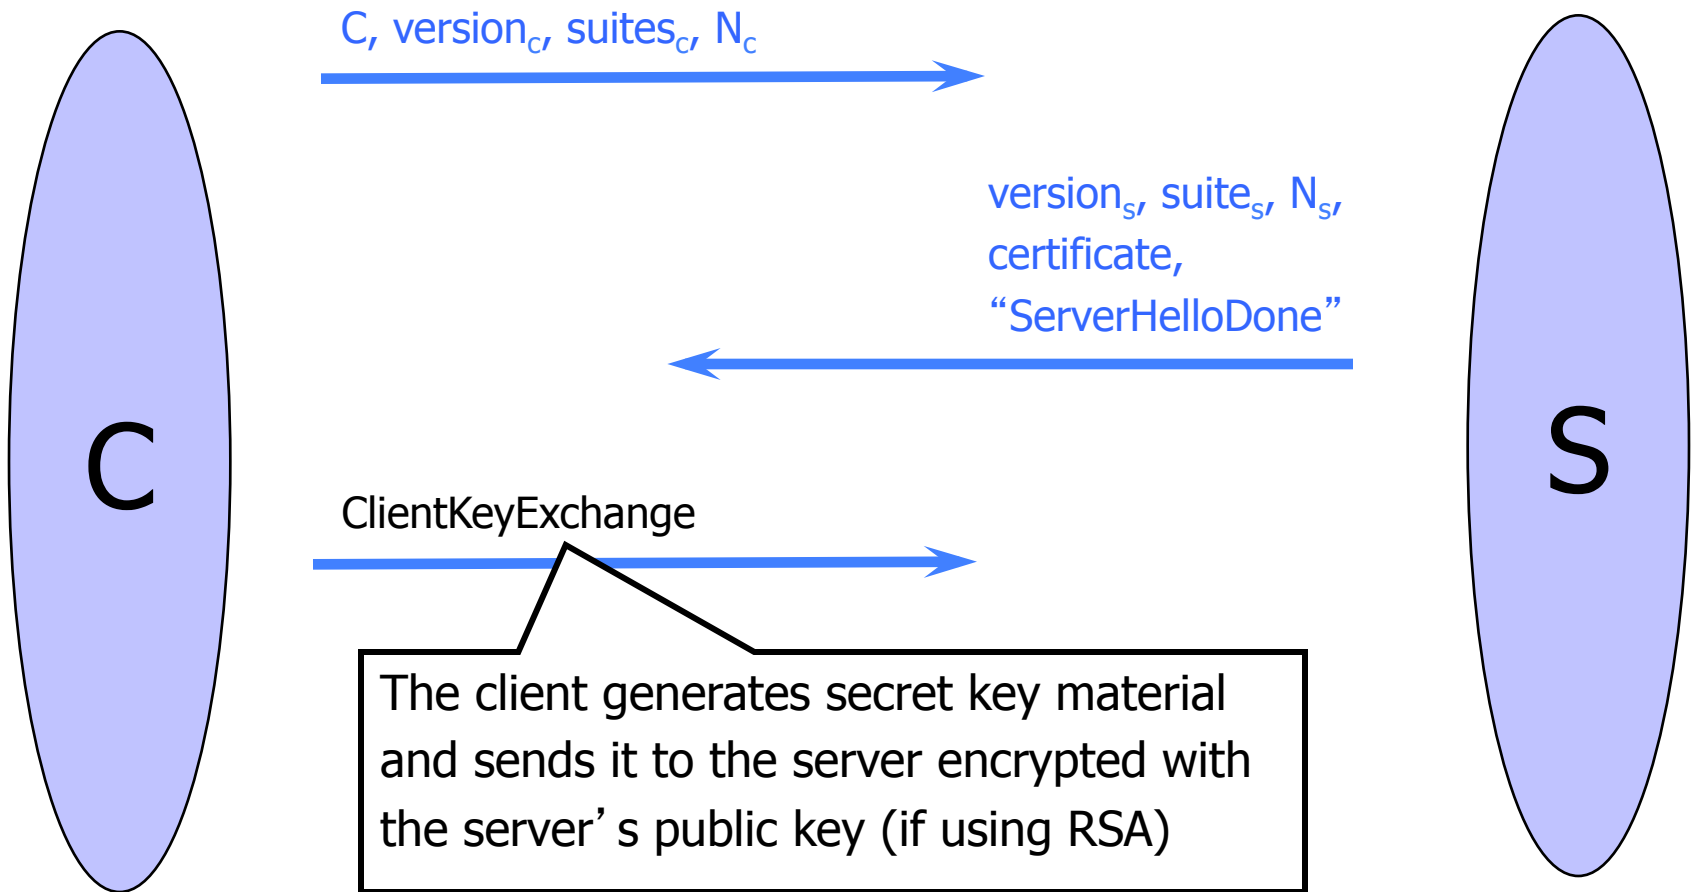 C, version_c, suites_c, N_c
version_s, suite_s, N_s,
certificate,
“ServerHelloDone”
C
S
ClientKeyExchange
The client generates secret key material
and sends it to the server encrypted with
the server’s public key (if using RSA)